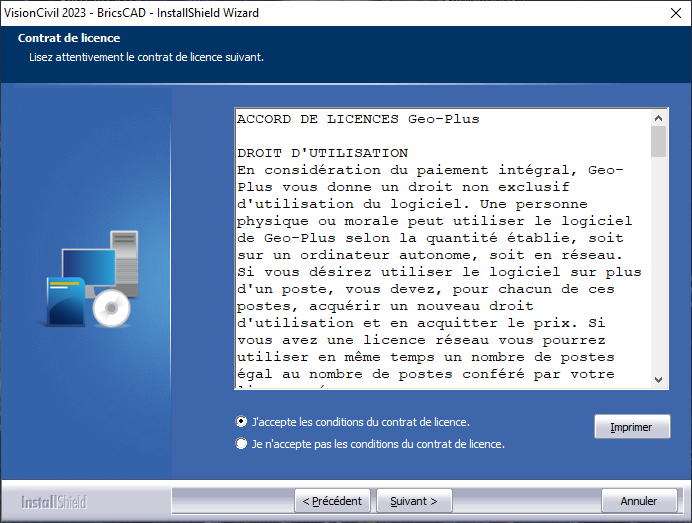 VisionCivil 2023 - BricsCAD - InstallShield Wizard
Contrat de licence
Lisez attentivement le contrat de licence suivant.
ACCORD DE LICENCES Geo-Plus
DROIT D'UTILISATION
En considération du paiement intégral, Geo-
Plus vous donne un droit non exclusif
d'utilisation du logiciel. Une personne
physique ou morale peut utiliser le logiciel
de Geo-Plus selon la quantité établie, soit
sur un ordinateur autonome, soit en réseau.
Si vous désirez utiliser le logiciel sur plus
d'un poste, vous devez, pour chacun de ces
postes, acquérir un nouveau droit
d'utilisation et en acquitter le prix. Si
vous avez une licence réseau vous pourrez
utiliser en même temps un nombre de postes
égal au nombre de postes conféré par votre
J'accepte les conditions du contrat de licence.
Imprimer
Je n'accepte pas les conditions du contrat de licence.
InstallShield
< Précédent
Suivant >
Annuler